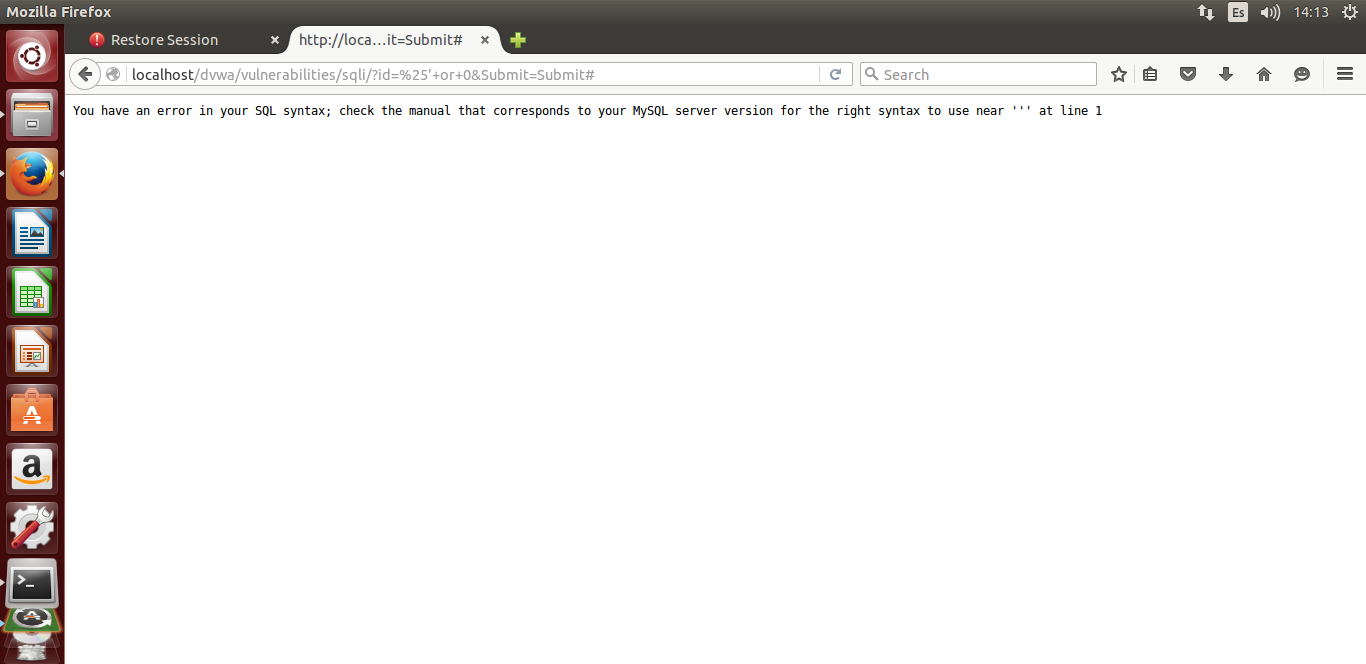 Mozilla Firefox Es 14:13
Restore Session http://loca...it=Submit#
localhost/dvwa/vulnerabilities/sqli/?id=%25'+or+0&Submit=Submit# Search
You have an error in your SQL syntax; check the manual that corresponds to your MySQL server version for the right syntax to use near ''' at line 1